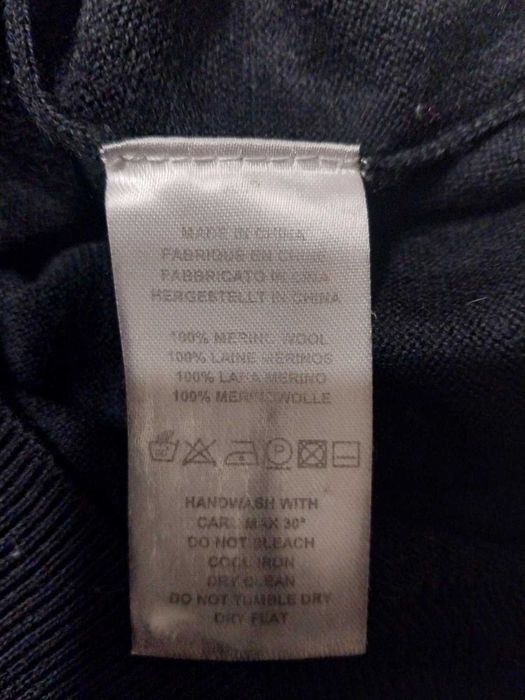 MADE IN CHINA
FABRIQUE EN CHINE
FABBRICATO IN CINA
HERGESTELLT IN CHINA
100% MERINO WOOL
100% LAINE MERINOS
100% LANA MERINO
100% MERINOWOLLE
P
HANDWASH WITH
CARE MAX 30°
DO NOT BLEACH
COOL IRON
DRY CLEAN
DO NOT TUMBLE DRY
DRY FLAT